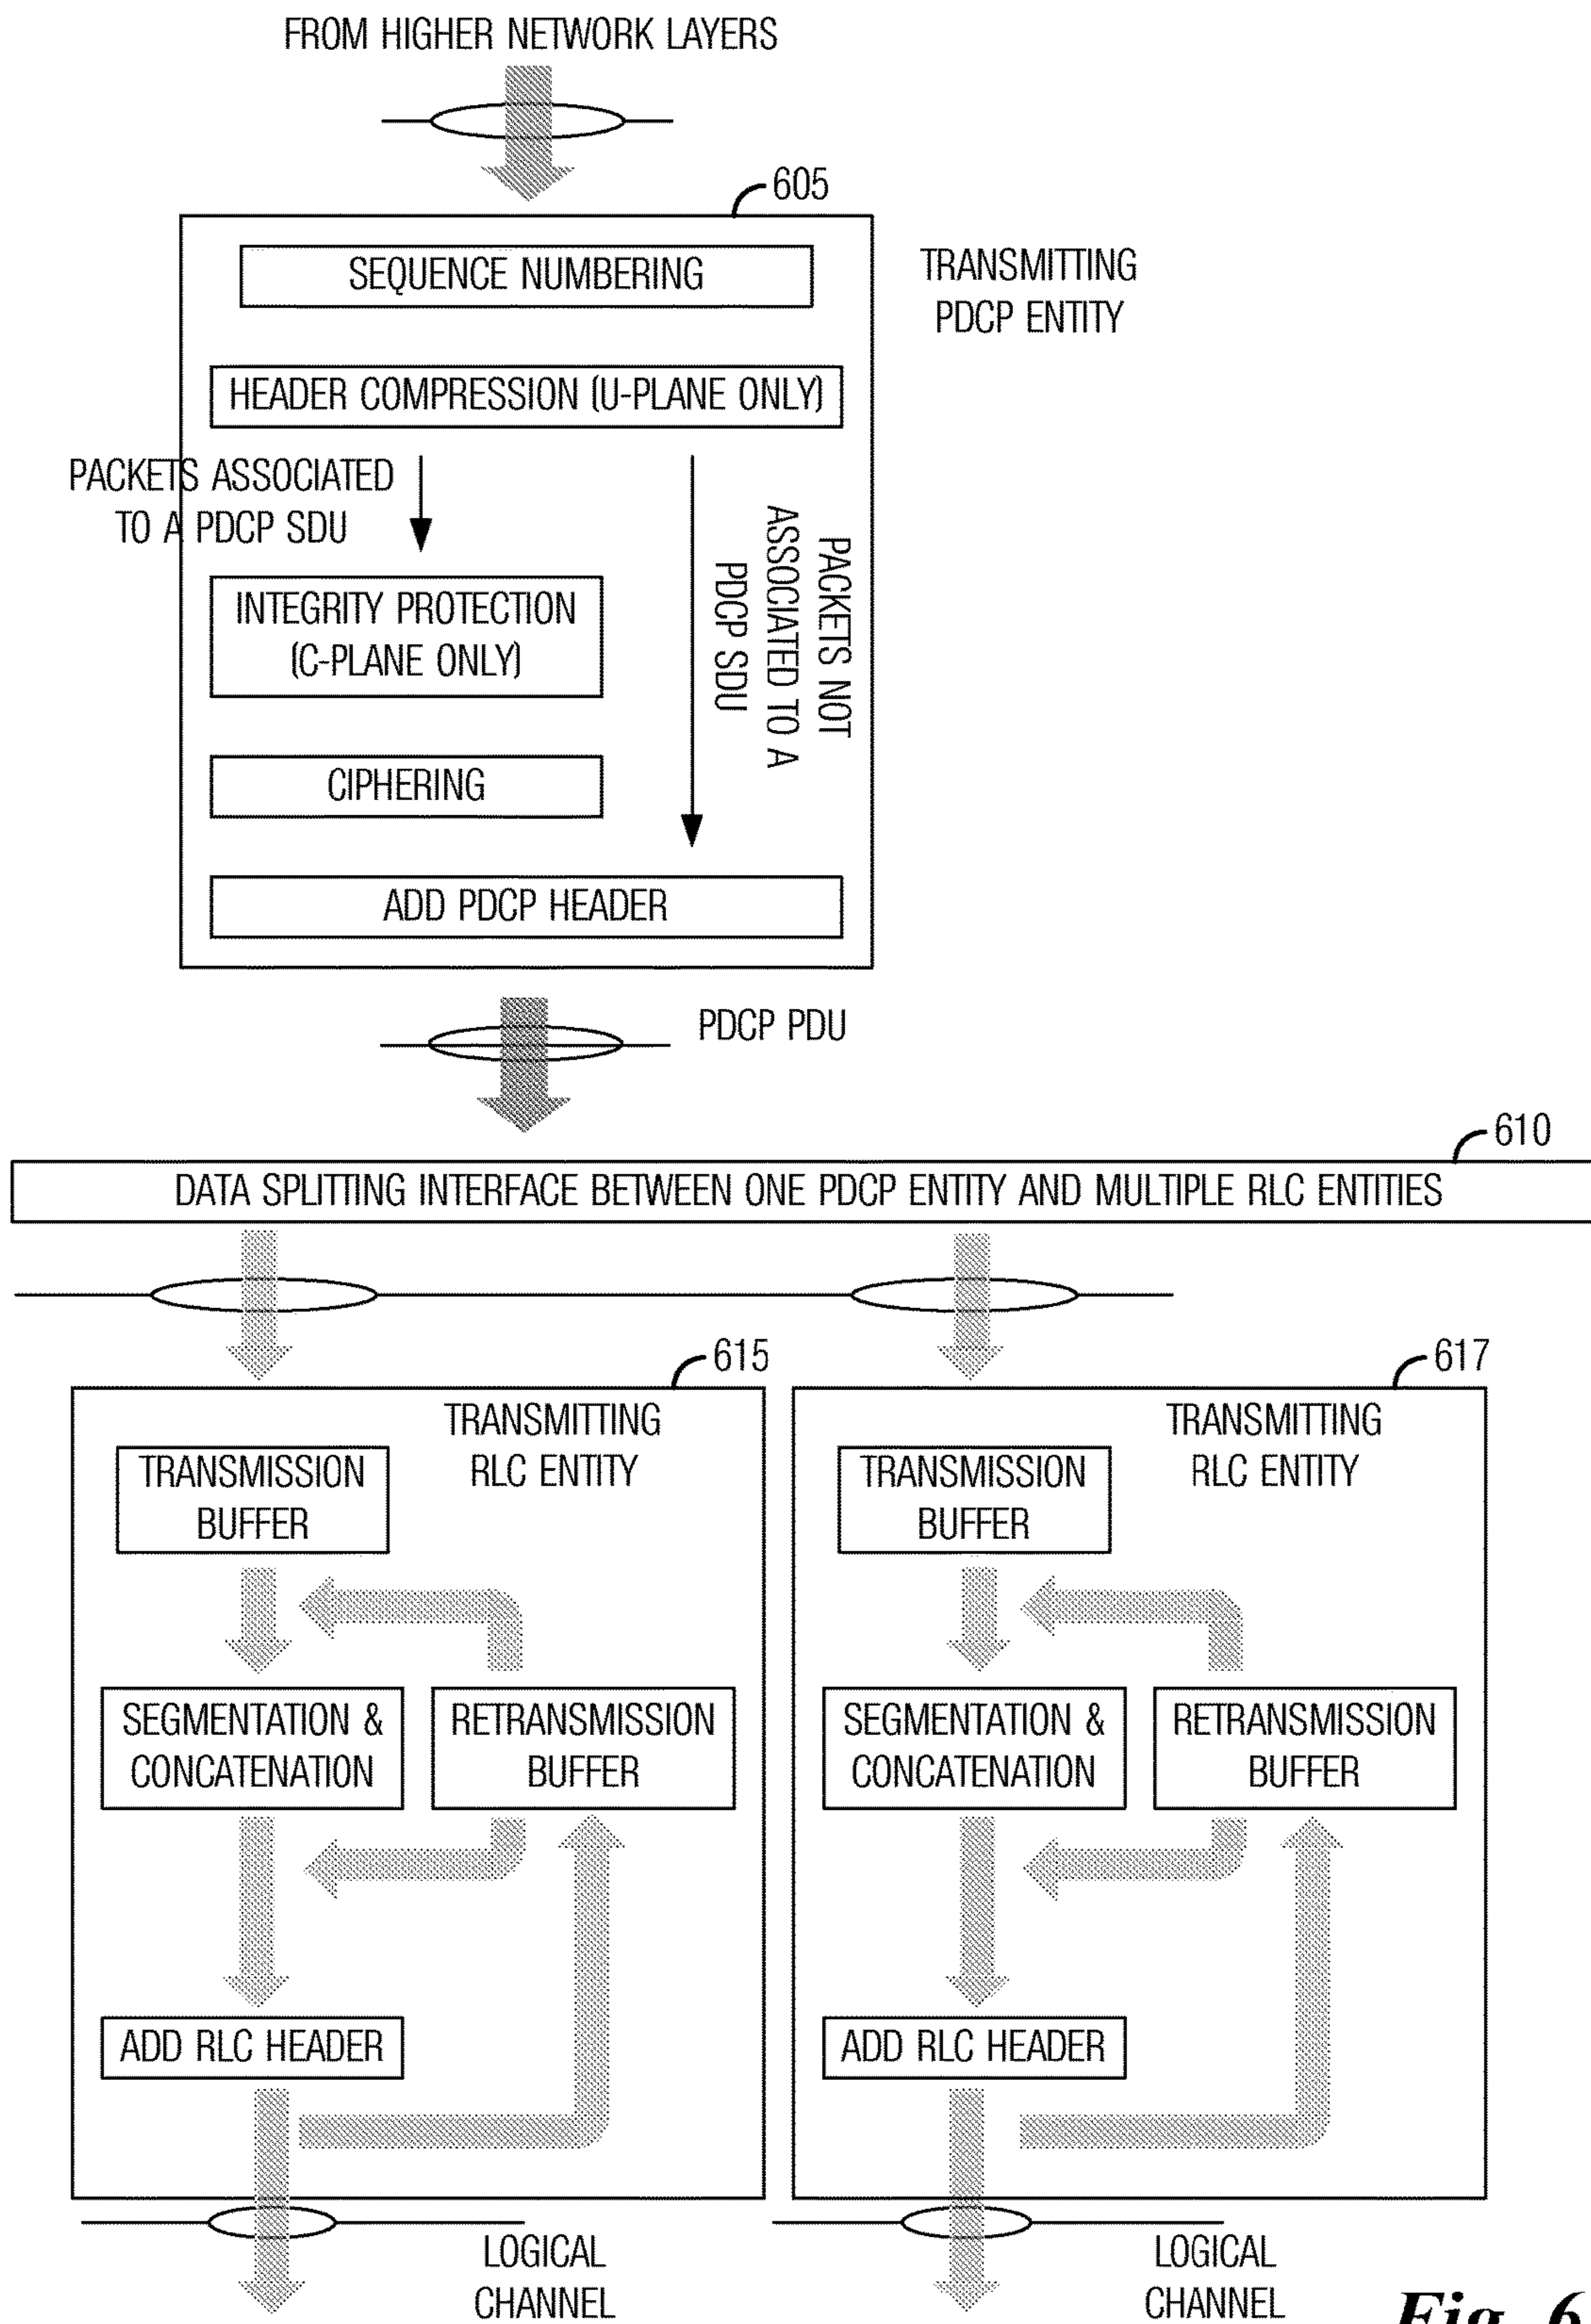 FROM HIGHER NETWORK LAYERS
605
SEQUENCE NUMBERING
TRANSMITTING
PDCP ENTITY
HEADER COMPRESSION (U-PLANE ONLY)
PACKETS ASSOCIATED
TO A PDCP SDU
PACKETS NOT
ASSOCIATED TO A
PDCP SDU
INTEGRITY PROTECTION
(C-PLANE ONLY)
CIPHERING
ADD PDCP HEADER
PDCP PDU
610
DATA SPLITTING INTERFACE BETWEEN ONE PDCP ENTITY AND MULTIPLE RLC ENTITIES
615
TRANSMITTING
RLC ENTITY
TRANSMISSION
BUFFER
SEGMENTATION &
CONCATENATION
RETRANSMISSION
BUFFER
ADD RLC HEADER
LOGICAL
CHANNEL
617
TRANSMITTING
RLC ENTITY
TRANSMISSION
BUFFER
SEGMENTATION &
CONCATENATION
RETRANSMISSION
BUFFER
ADD RLC HEADER
LOGICAL
CHANNEL
Fig. 6